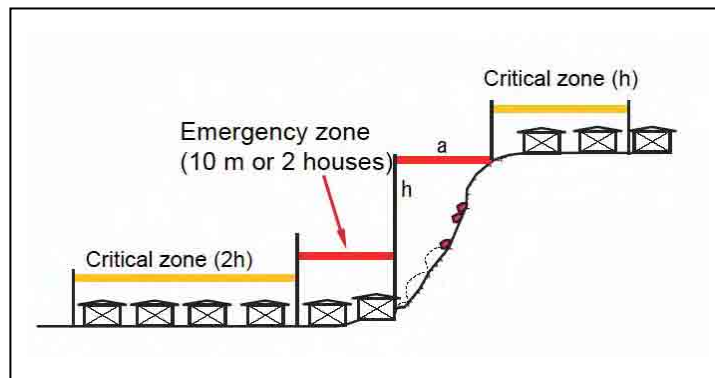 Critical zone (h)
Emergency zone
(10 m or 2 houses)
a
h
Critical zone (2h)